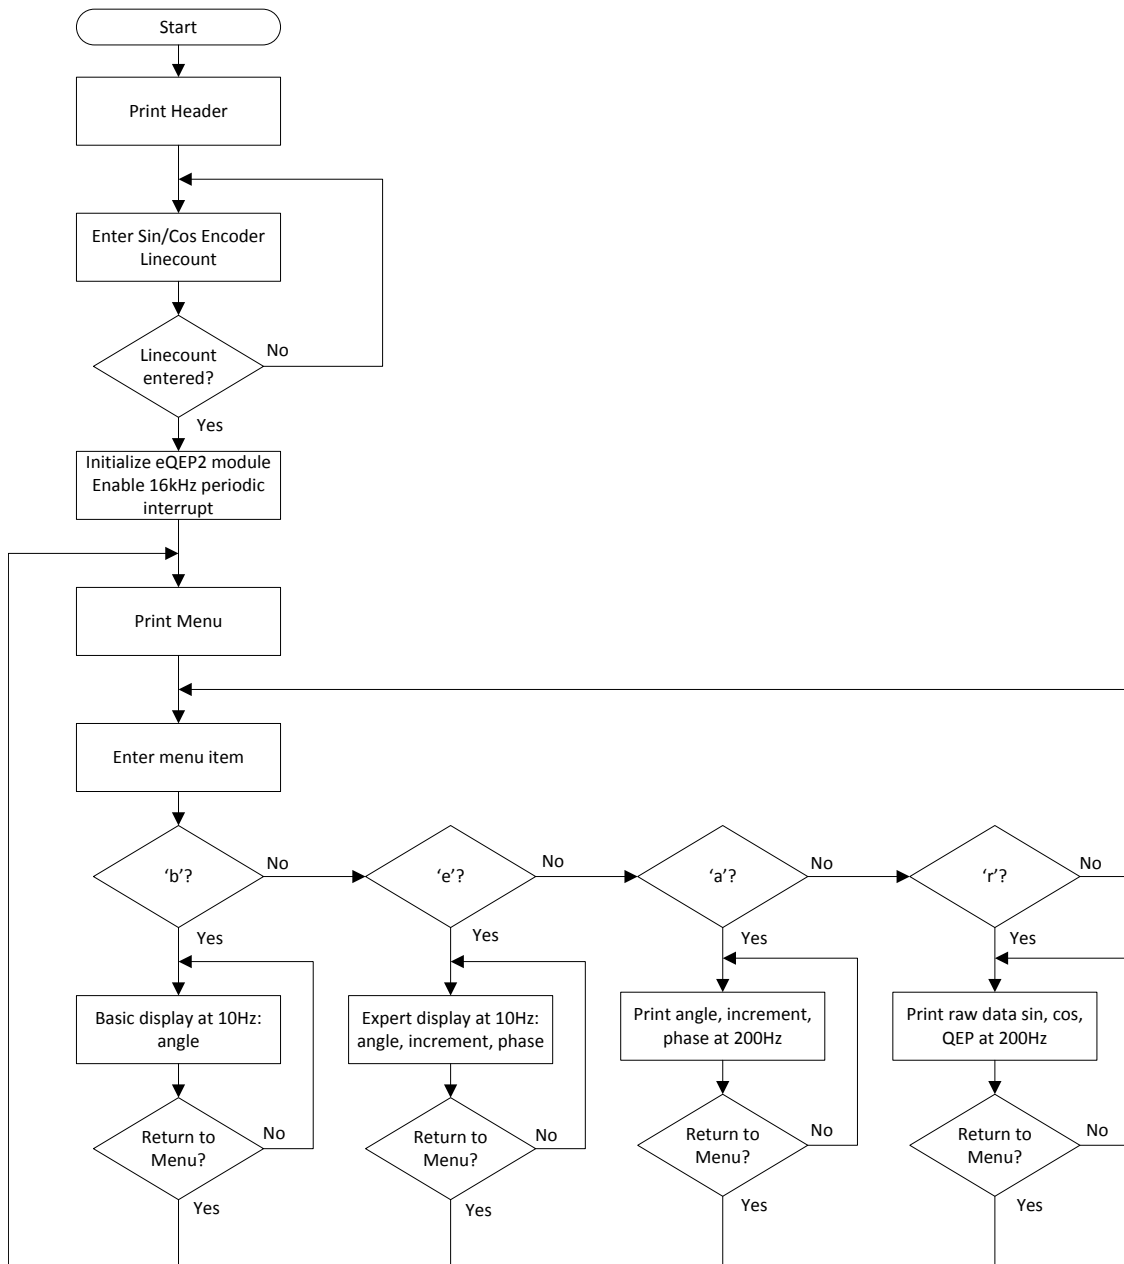 Start
Print Header
Enter Sin/Cos Encoder
Linecount
Linecount
entered?
No
Yes
Initialize eQEP2 module
Enable 16kHz periodic
interrupt
Print Menu
Enter menu item
‘b’?
No
‘e’?
No
‘a’?
No
‘r’?
No
Yes
Yes
Yes
Yes
Basic display at 10Hz:
angle
Expert display at 10Hz:
angle, increment, phase
Print angle, increment,
phase at 200Hz
Print raw data sin, cos,
QEP at 200Hz
Return to
Menu?
No
Return to
Menu?
No
Return to
Menu?
No
Return to
Menu?
No
Yes
Yes
Yes
Yes